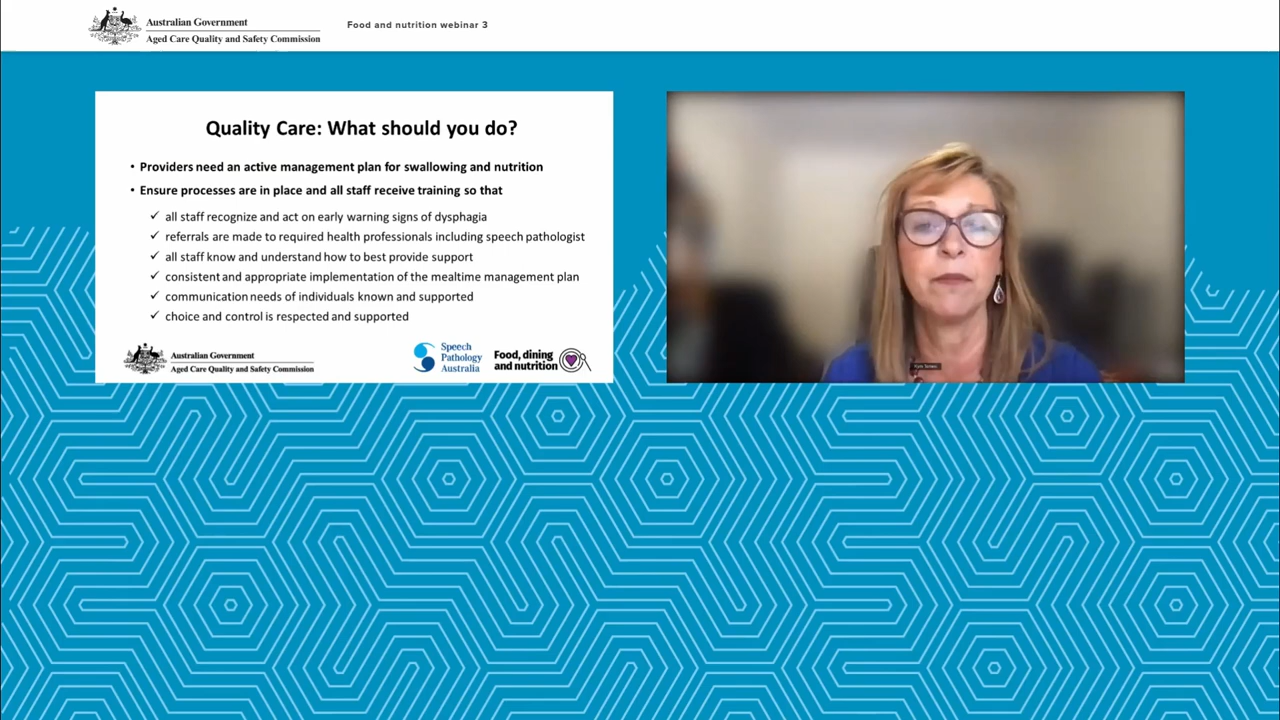 Australian Government
Aged Care Quality and Safety Commission
Food and nutrition webinar 3
Quality Care: What should you do?
• Providers need an active management plan for swallowing and nutrition
• Ensure processes are in place and all staff receive training so that
✓ all staff recognize and act on early warning signs of dysphagia
✓ referrals are made to required health professionals including speech pathologist
✓ all staff know and understand how to best provide support
✓ consistent and appropriate implementation of the mealtime management plan
✓ communication needs of individuals known and supported
✓ choice and control is respected and supported
Australian Government
Aged Care Quality and Safety Commission
Speech
Pathology
Australia
Food, dining
and nutrition